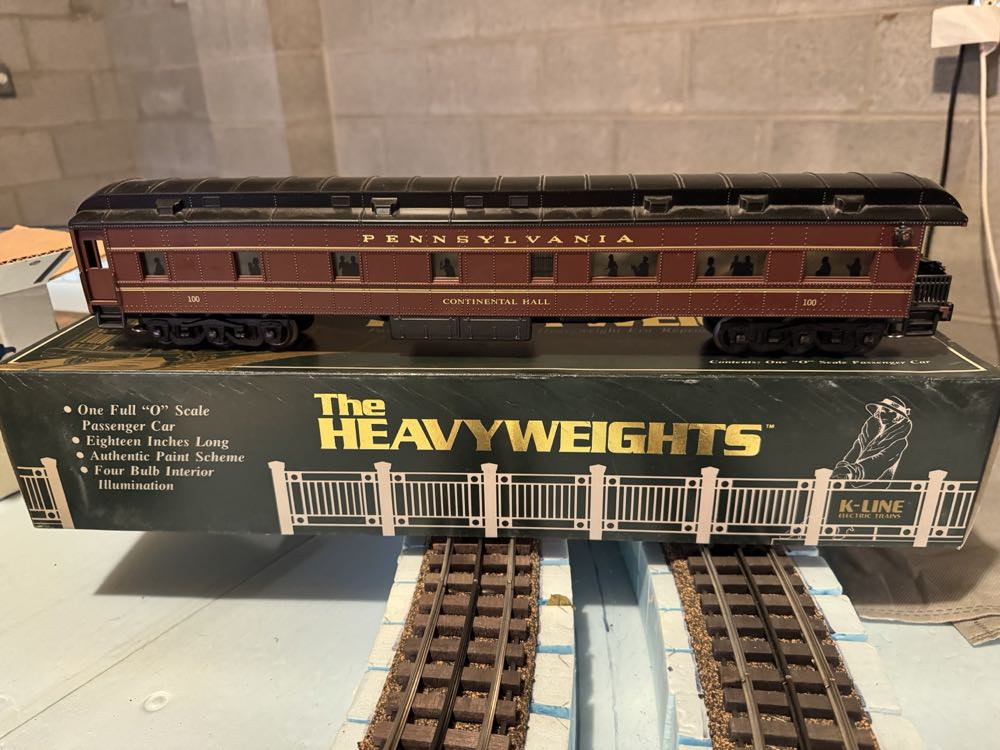 PENNSYLVANIA
100
CONTINENTAL HALL
100
Contents: One "O" Scale Passenger Car
• One Full "O" Scale
Passenger Car
• Eighteen Inches Long
• Authentic Paint Scheme
• Four Bulb Interior
Illumination
The
HEAVYWEIGHTS™
K-LINE
ELECTRIC TRAINS